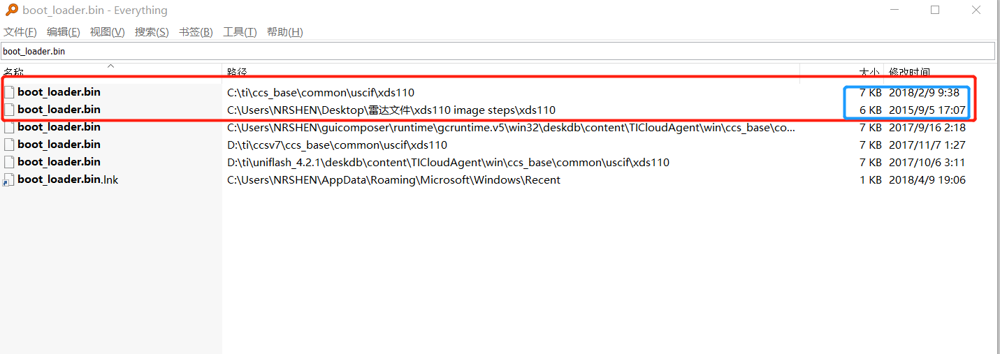 boot_loader.bin - Everything
文件(F) 编辑(E) 视图(V) 搜索(S) 书签(B) 工具(T) 帮助(H)
boot_loader.bin
名称 路径 大小 修改时间
boot_loader.bin C:\ti\ccs_base\common\uscif\xds110 7 KB 2018/2/9 9:38
boot_loader.bin C:\Users\NRSHEN\Desktop\雷达文件\xds110 image steps\xds110 6 KB 2015/9/5 17:07
boot_loader.bin C:\Users\NRSHEN\guicomposer\runtime\gcruntime.v5\win32\deskdb\content\TICloudAgent\win\ccs_base\co... 7 KB 2017/9/16 2:18
boot_loader.bin D:\ti\ccsv7\ccs_base\common\uscif\xds110 7 KB 2017/11/7 1:27
boot_loader.bin D:\ti\uniflash_4.2.1\deskdb\content\TICloudAgent\win\ccs_base\common\uscif\xds110 7 KB 2017/10/6 3:11
boot_loader.bin.lnk C:\Users\NRSHEN\AppData\Roaming\Microsoft\Windows\Recent 1 KB 2018/4/9 19:06